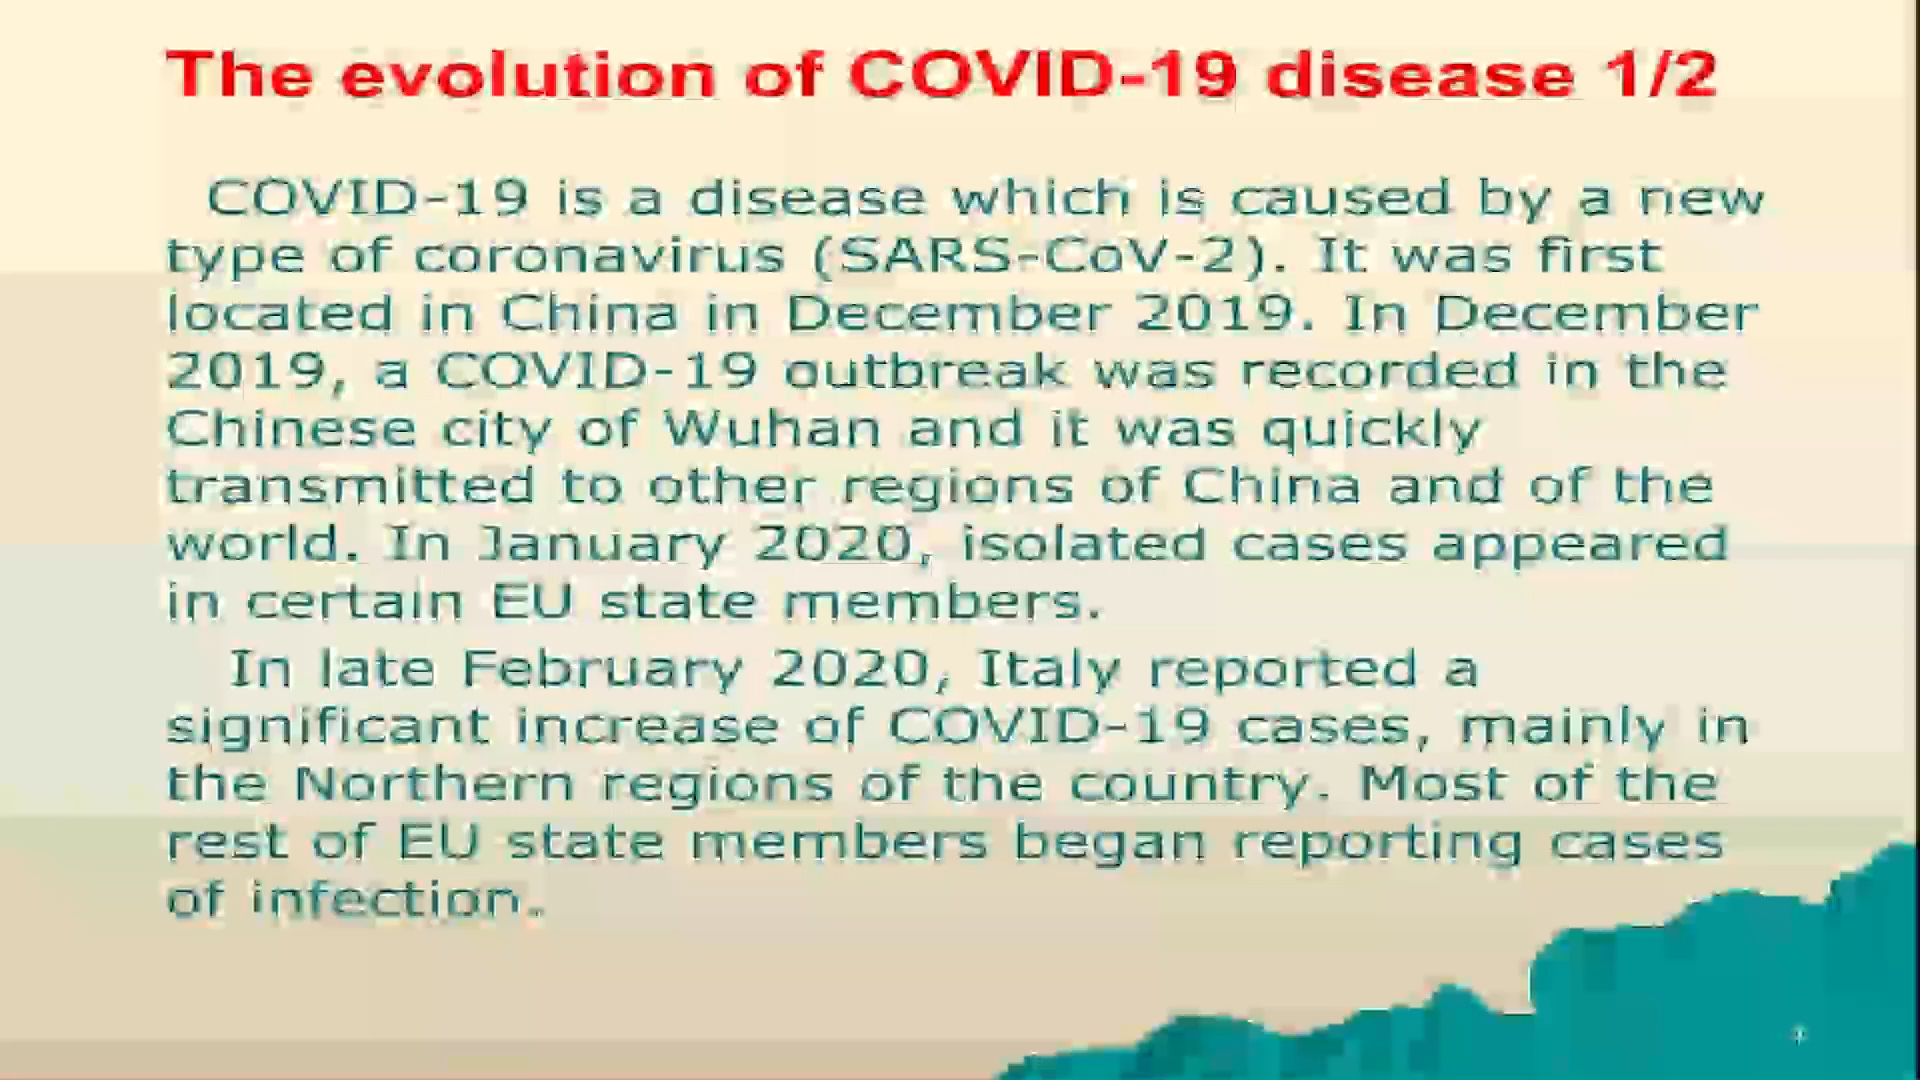 The evolution of COVID-19 disease 1/2
COVID-19 is a disease which is caused by a new
type of coronavirus (SARS-CoV-2). It was first
located in China in December 2019. In December
2019, a COVID-19 outbreak was recorded in the
Chinese city of Wuhan and it was quickly
transmitted to other regions of China and of the
world. In January 2020, isolated cases appeared
in certain EU state members.
In late February 2020, Italy reported a
significant increase of COVID-19 cases, mainly in
the Northern regions of the country. Most of the
rest of EU state members began reporting cases
of infection.